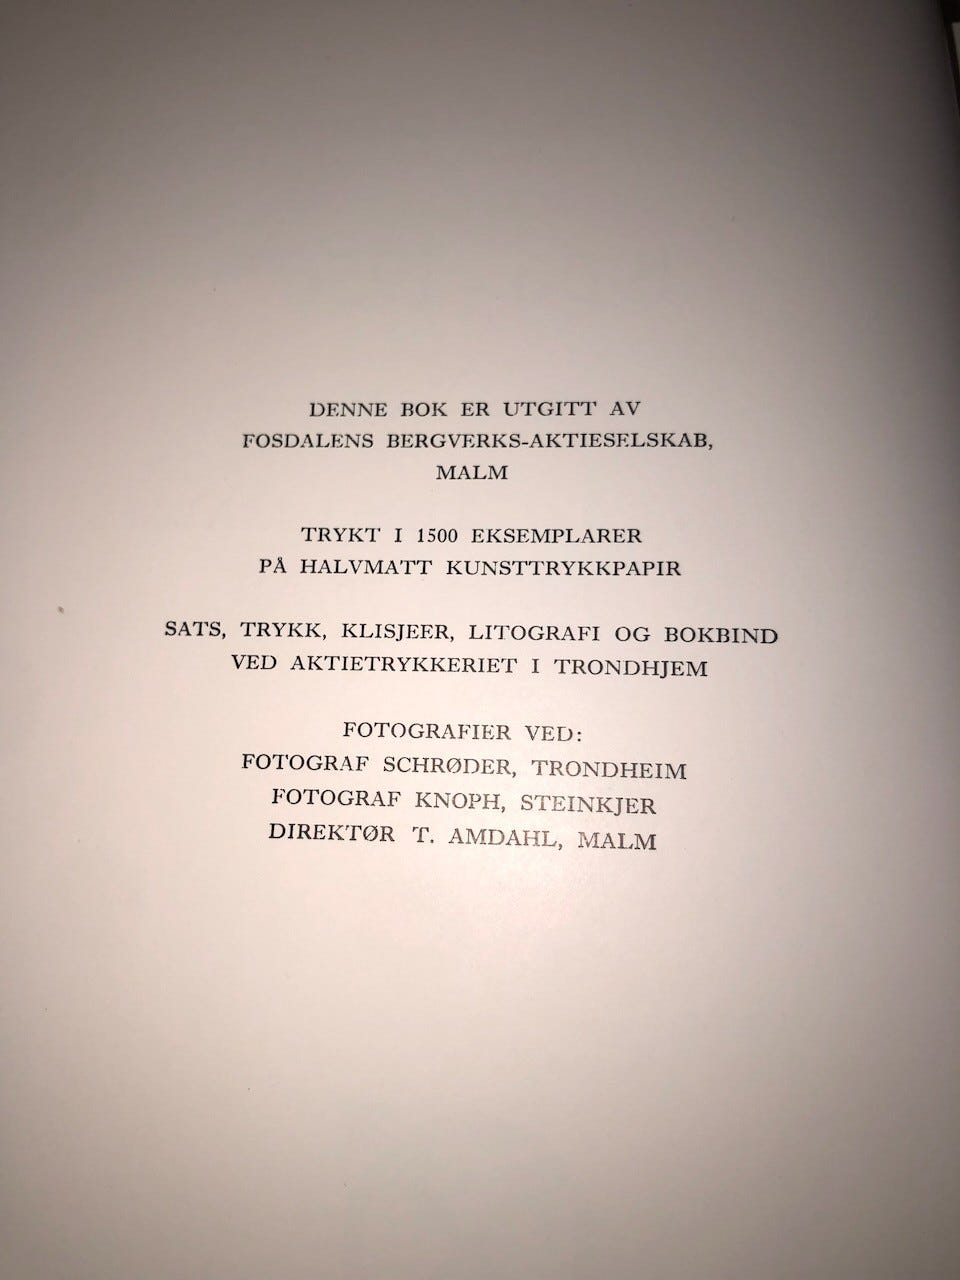 DENNE BOK ER UTGITT AV
FOSDALENS BERGVERKS-AKTIESELSKAB,
MALM
TRYKT I 1500 EKSEMPLARER
PÅ HALVMATT KUNSTTRYKKPAPIR
SATS, TRYKK, KLISJEER, LITOGRAFI OG BOKBIND
VED AKTIETRYKKERIET I TRONDHJEM
FOTOGRAFIER VED:
FOTOGRAF SCHRØDER, TRONDHEIM
FOTOGRAF KNOPH, STEINKJER
DIREKTØR T. AMDAHL, MALM